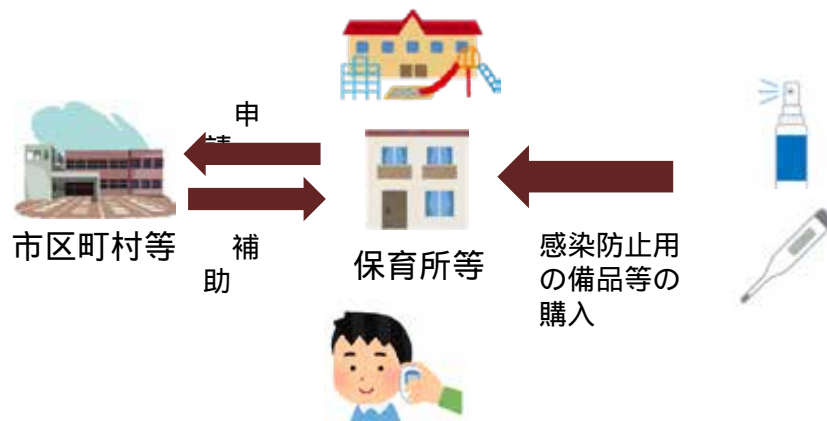 申
請
市区町村等
補
助
保育所等
感染防止用
の備品等の
購入